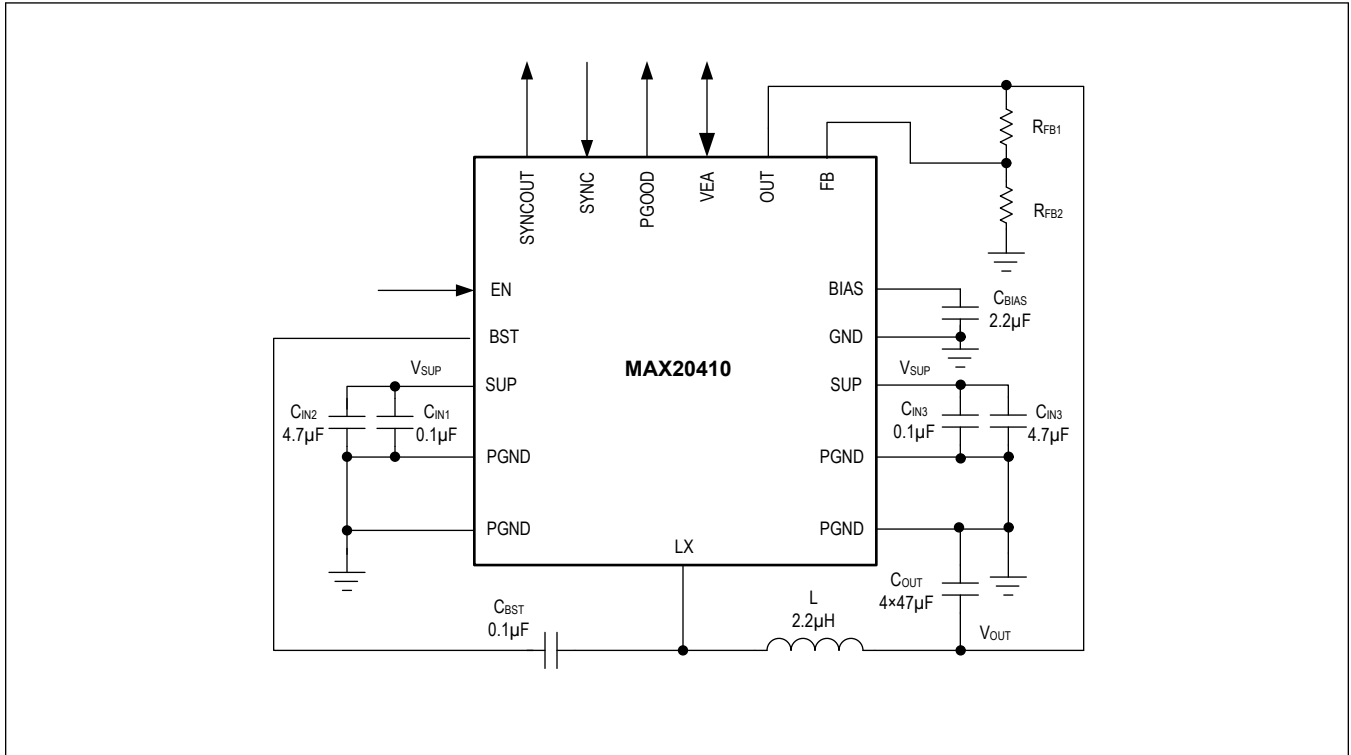 SYNCOUT
SYNC
PGOOD
VEA
OUT
FB
RFB1
RFB2
EN
BST
VSUP
SUP
CIN2
4.7µF
CIN1
0.1µF
PGND
PGND
MAX20410
BIAS
GND
SUP
PGND
PGND
CBIAS
2.2µF
VSUP
CIN3
0.1µF
CIN3
4.7µF
LX
CBST
0.1µF
L
2.2µH
COUT
4×47µF
VOUT